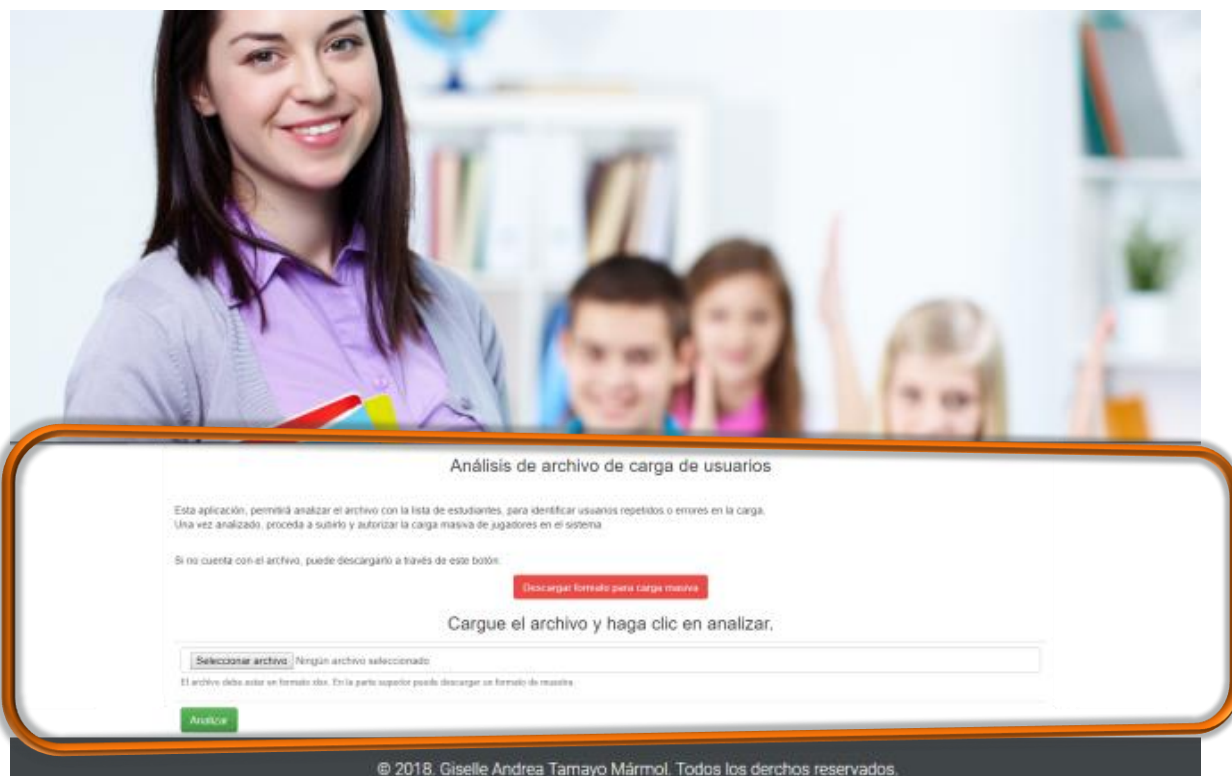 Análisis de archivo de carga de usuarios
Esta aplicación, permitirá analizar el archivo con la lista de estudiantes, para identificar usuarios repetidos o errores en la carga.
Una vez analizado, proceda a subirlo y autorizar la carga masiva de jugadores en el sistema
Si no cuenta con el archivo, puede descargarlo a través de este botón:
Descargar formato para carga masiva
Cargue el archivo y haga clic en analizar.
Seleccionar archivo Ningún archivo seleccionado
El archivo debe estar en formato xlsx. En la parte superior puede descargar un formato de muestra
Analizar
© 2018. Giselle Andrea Tamayo Mármol. Todos los derchos reservados.